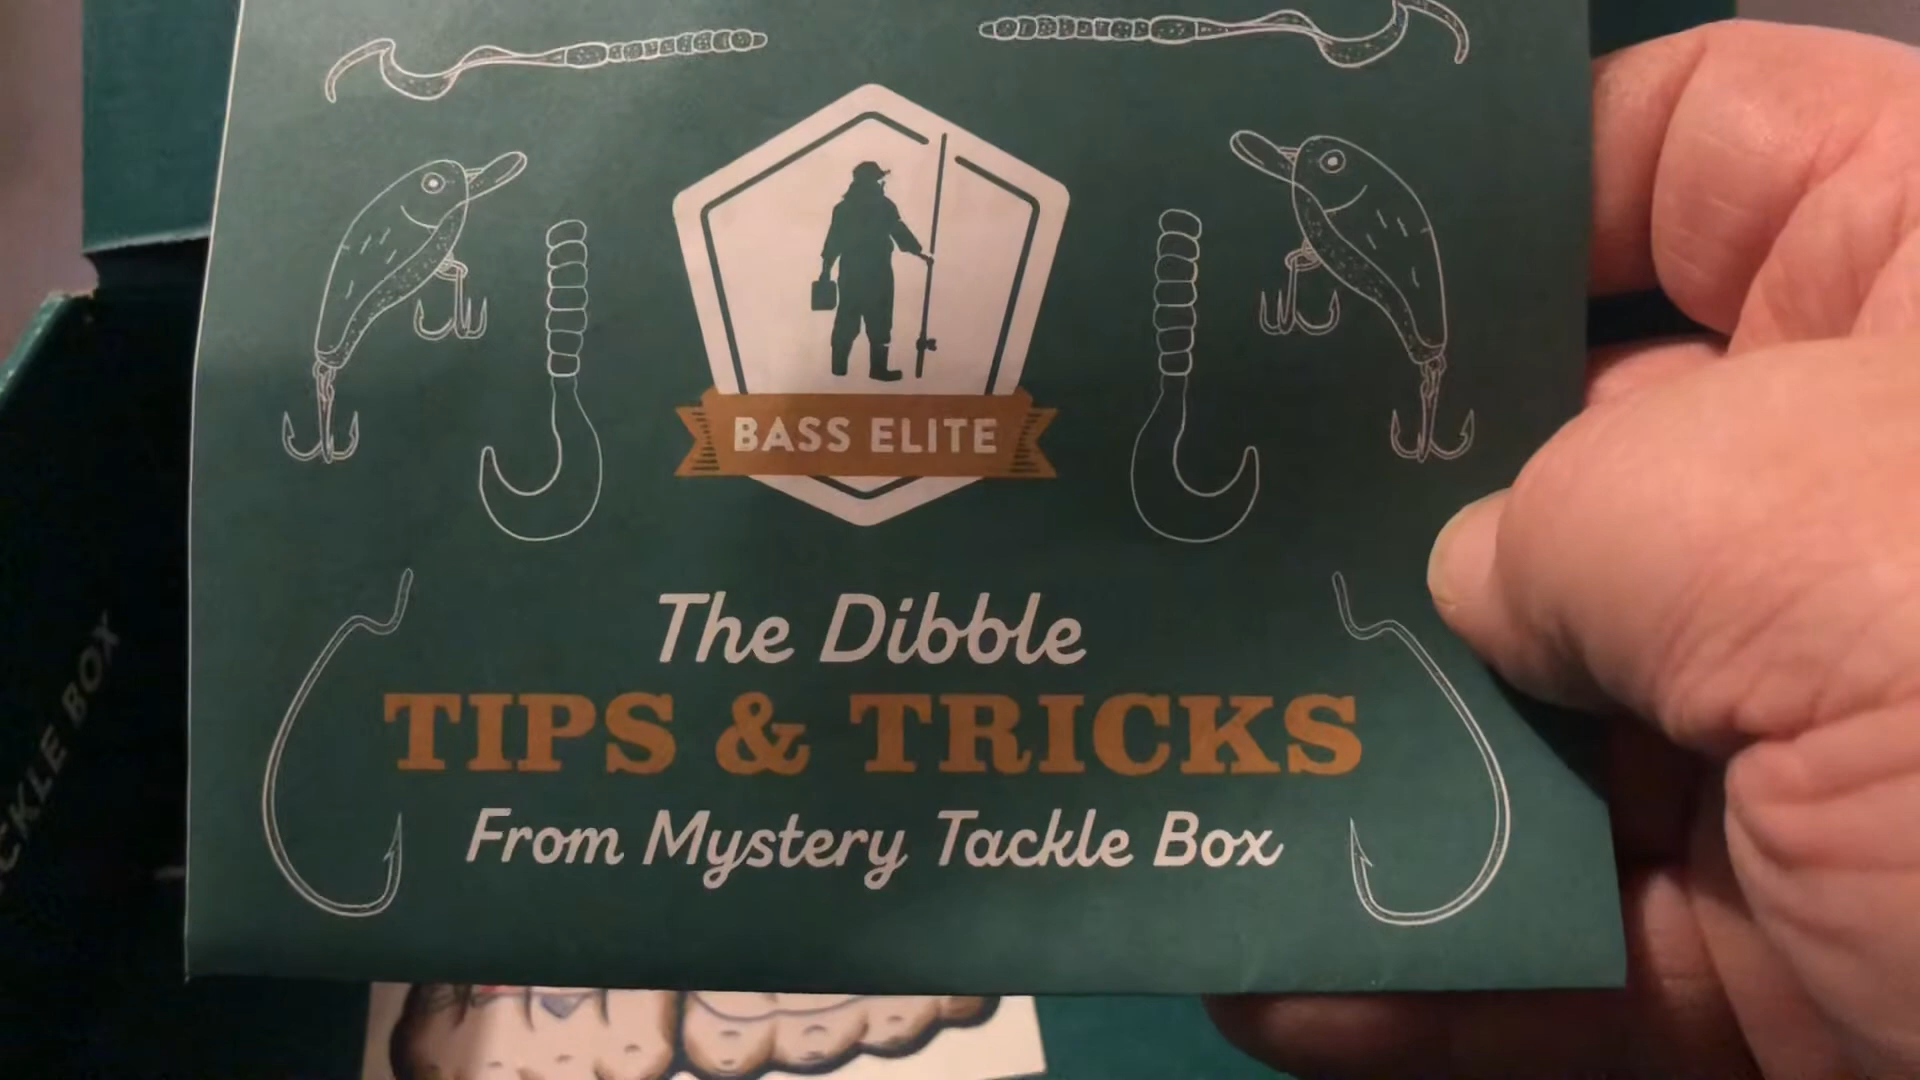 BASS ELITE
The Dibble
TIPS & TRICKS
From Mystery Tackle Box
CKLE BOX